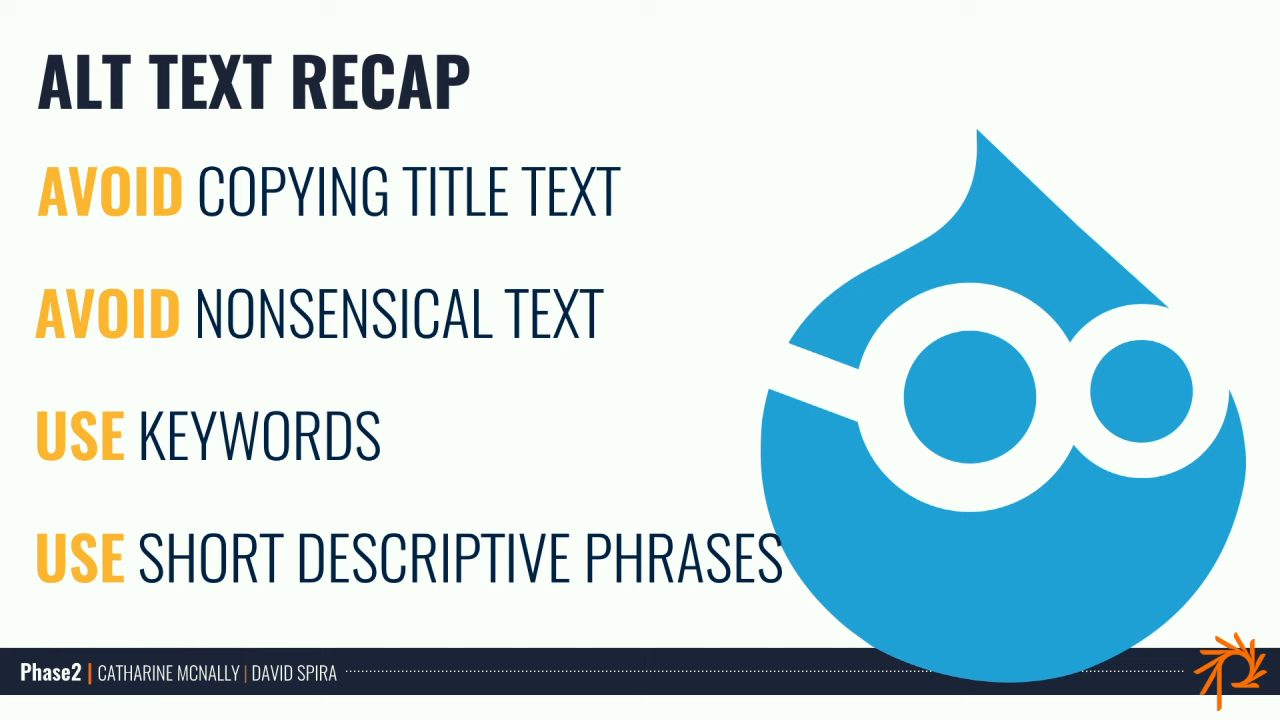 ALT TEXT RECAP
AVOID COPYING TITLE TEXT
AVOID NONSENSICAL TEXT
USE KEYWORDS
USE SHORT DESCRIPTIVE PHRASES
Phase2 | CATHARINE MCNALLY | DAVID SPIRA